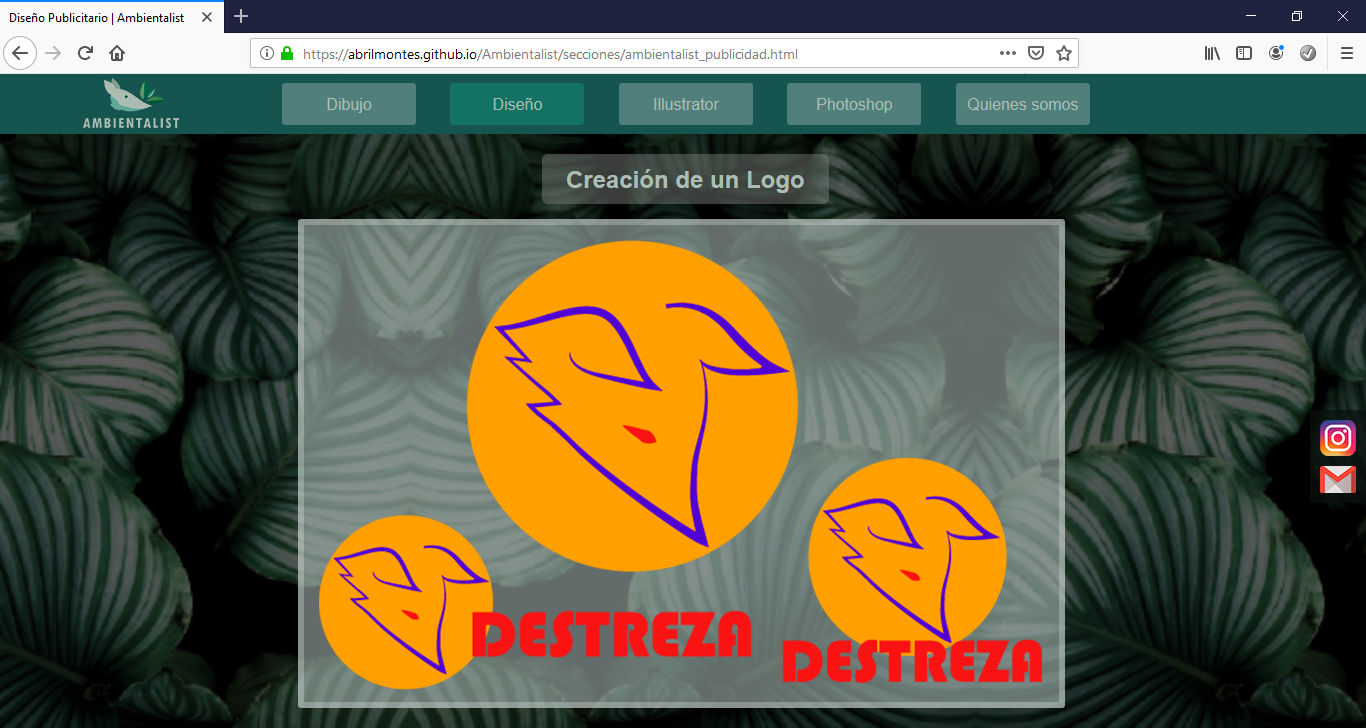 Diseño Publicitario | Ambientalist
https://abrilmontes.github.io/Ambientalist/secciones/ambientalist_publicidad.html
AMBIENTALIST
Dibujo
Diseño
Illustrator
Photoshop
Quienes somos
Creación de un Logo
DESTREZA
DESTREZA